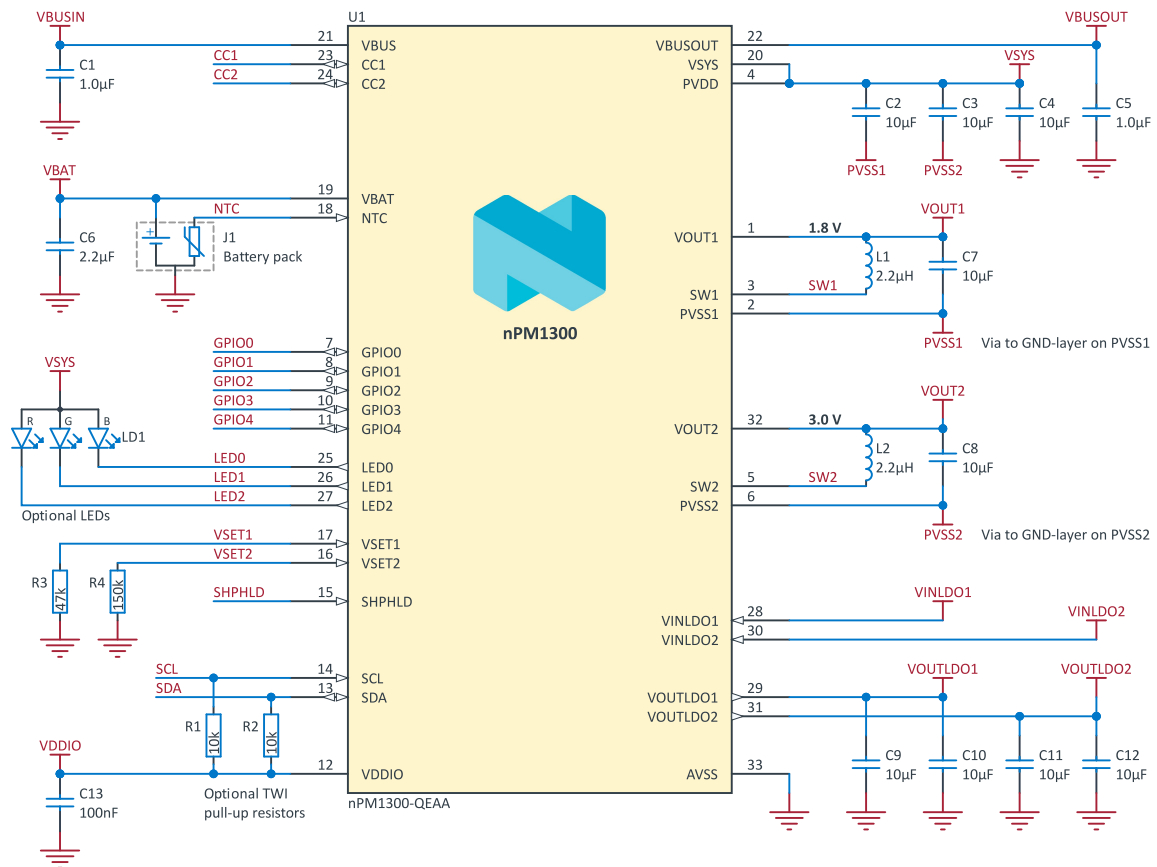 U1
VBUSIN
VBUSOUT
21 VBUS
CC1 23 CC1
CC2 24 CC2
C1
1.0µF
VBUSOUT 22
VSYS 20
PVDD 4
VSYS
C2
10µF
C3
10µF
C4
10µF
C5
1.0µF
PVSS1
PVSS2
VBAT
19 VBAT
NTC 18 NTC
C6
2.2µF
+
J1
Battery pack
nPM1300
VOUT1
VOUT1 1 1.8 V
L1
2.2µH
C7
10µF
SW1 3 SW1
PVSS1 2
PVSS1
Via to GND-layer on PVSS1
GPIO0 7 GPIO0
GPIO1 8 GPIO1
GPIO2 9 GPIO2
GPIO3 10 GPIO3
GPIO4 11 GPIO4
VSYS
R
G
B
LD1
LED0 25 LED0
LED1 26 LED1
LED2 27 LED2
Optional LEDs
VOUT2
VOUT2 32 3.0 V
L2
2.2µH
C8
10µF
SW2 5 SW2
PVSS2 6
PVSS2
Via to GND-layer on PVSS2
VSET1 17 VSET1
VSET2 16 VSET2
R3
47k
R4
150k
SHPHLD 15 SHPHLD
VINLDO1
VINLDO2
VINLDO1 28
VINLDO2 30
SCL 14 SCL
SDA 13 SDA
R1
10k
R2
10k
VOUTLDO1
VOUTLDO2
VOUTLDO1 29
VOUTLDO2 31
C9
10µF
C10
10µF
C11
10µF
C12
10µF
VDDIO
12 VDDIO
AVSS 33
C13
100nF
Optional TWI
pull-up resistors
nPM1300-QEAA